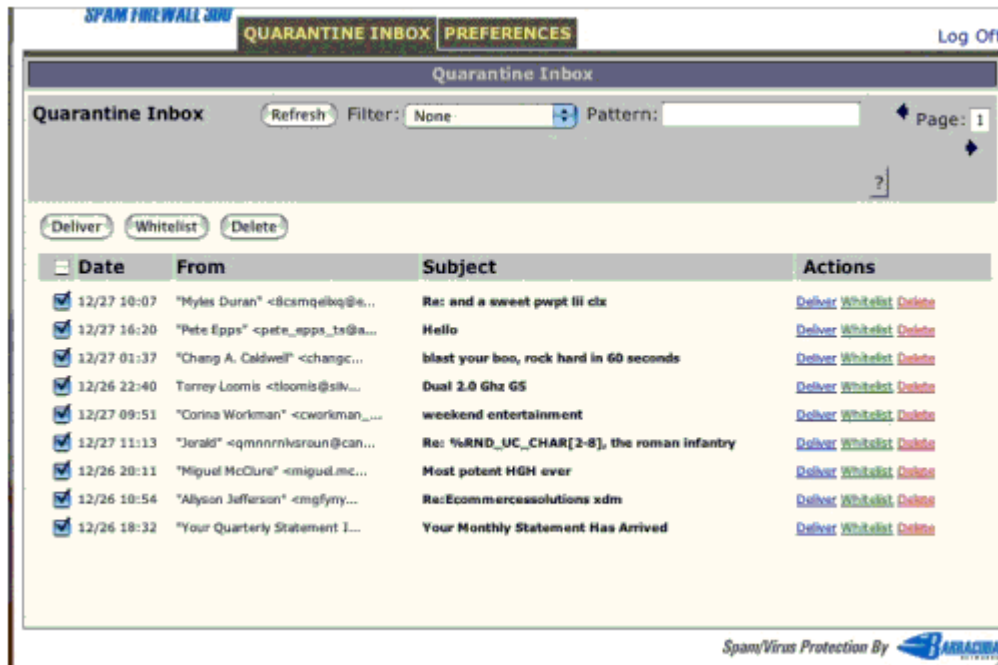 SPAM FIREWALL 300
QUARANTINE INBOX PREFERENCES
Log Off
Quarantine Inbox
Quarantine Inbox Refresh Filter: None Pattern: Page: 1
?
Deliver Whitelist Delete
Date From Subject Actions
12/27 10:07 "Myles Duran" Re: and a sweet pwpt lii clx Deliver Whitelist Delete
12/27 16:20 "Pete Epps" <pete_epps_ts@a... Hello Deliver Whitelist Delete
12/27 01:37 "Chang A. Caldwell" <changc... blast your boo, rock hard in 60 seconds Deliver Whitelist Delete
12/26 22:40 Torrey Loomis <tloomis@silv... Dual 2.0 Ghz G5 Deliver Whitelist Delete
12/27 09:51 "Corina Workman" <cworkman_... weekend entertainment Deliver Whitelist Delete
12/27 11:13 "Jerald" <qmnnrnlvsroun@can... Re: %RND_UC_CHAR[2-8], the roman infantry Deliver Whitelist Delete
12/26 20:11 "Miguel McClure" <miguel.mc... Most potent HGH ever Deliver Whitelist Delete
12/26 10:54 "Allyson Jefferson" <mgfyny... Re:Ecommercessolutions xdm Deliver Whitelist Delete
12/26 18:32 "Your Quarterly Statement I... Your Monthly Statement Has Arrived Deliver Whitelist Delete
Spam/Virus Protection By BARRACUDA